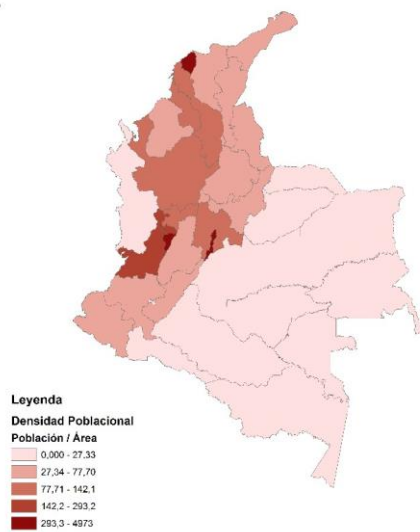 Leyenda
Densidad Poblacional
Población / Área
0,000 - 27,33
27,34 - 77,70
77,71 - 142,1
142,2 - 293,2
293,3 - 4973